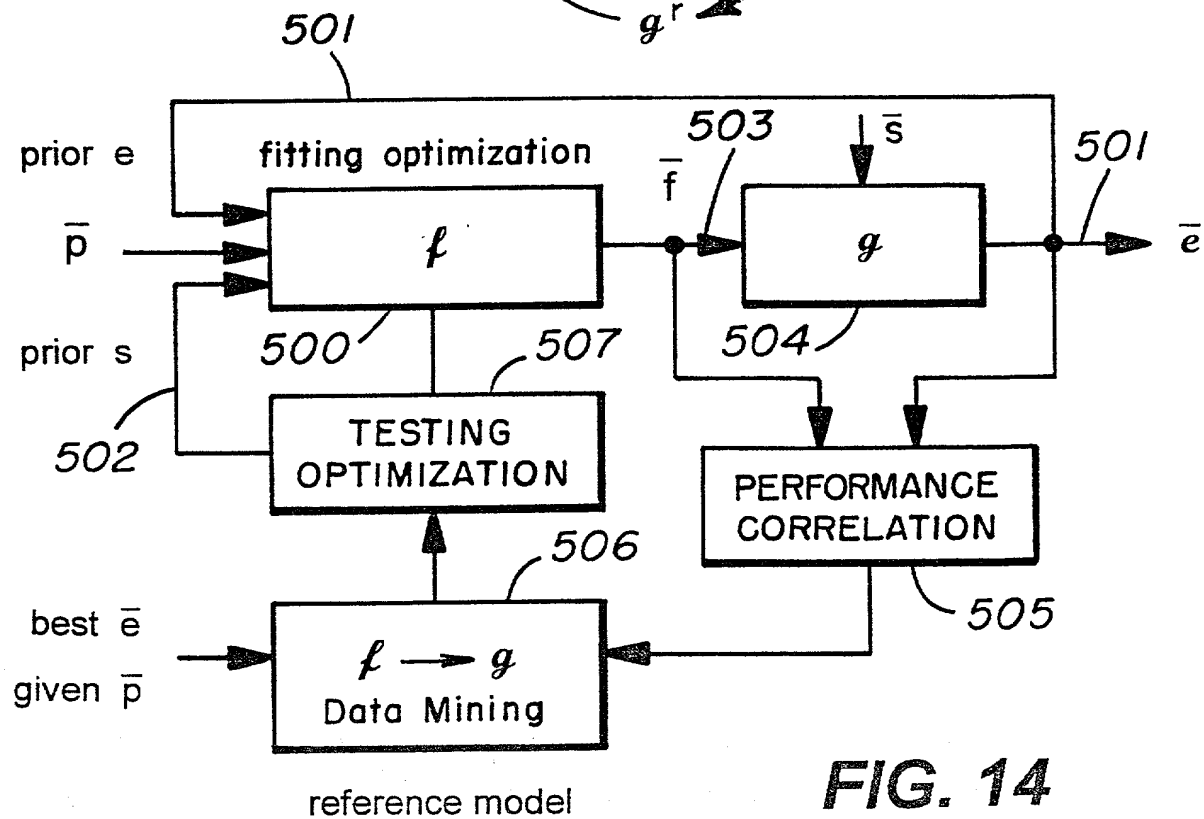 g r
501
prior e
fitting optimization
p̄
f
f̄
503
s̄
g
501
ē
500
504
prior s
502
507
TESTING
OPTIMIZATION
PERFORMANCE
CORRELATION
505
506
best ē
given p̄
f → g
Data Mining
reference model
FIG. 14